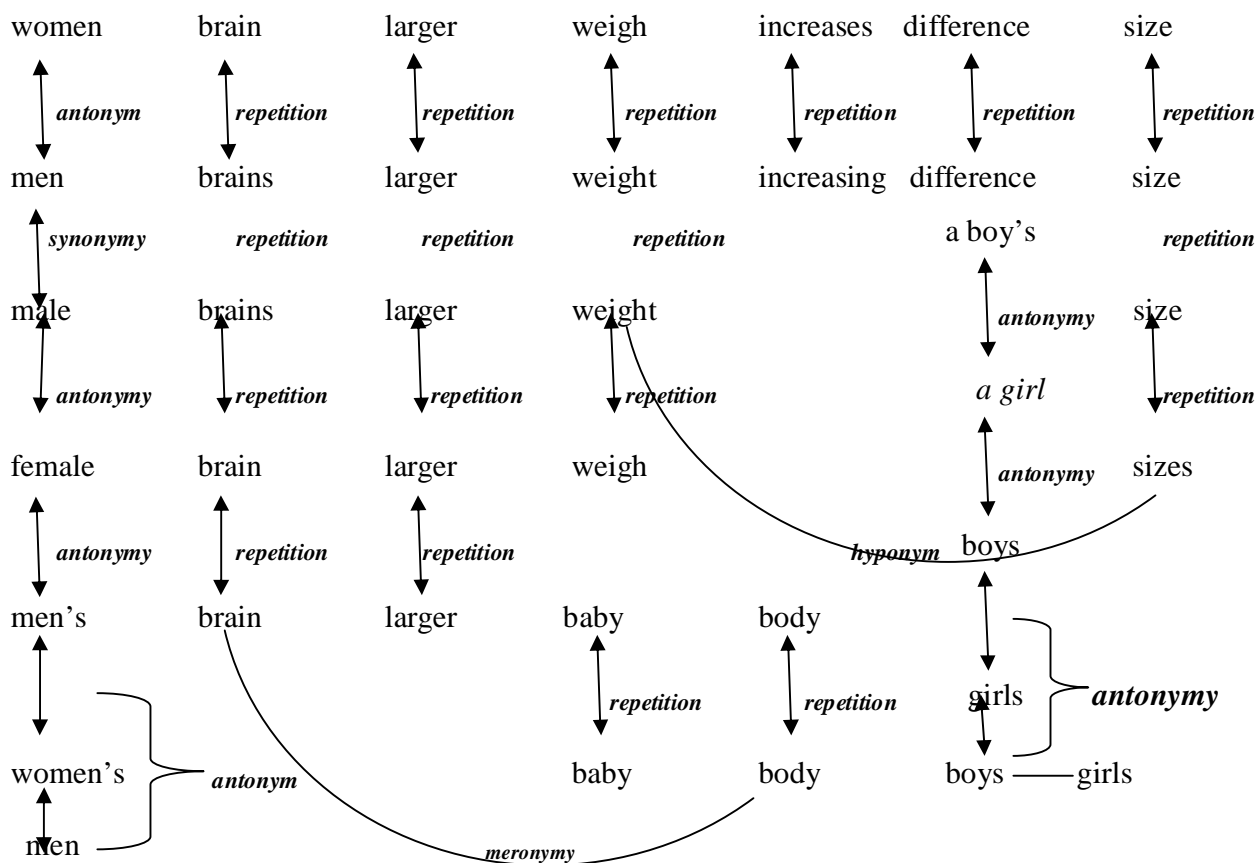 women brain larger weigh increases difference size
antonym repetition repetition repetition repetition repetition repetition
men brains larger weight increasing difference size
a boy's
synonymy repetition repetition repetition repetition
male brains larger weight antonymy size
antonymy repetition repetition repetition a girl repetition
female brain larger weigh antonymy sizes
antonymy repetition repetition hyponym boys
men's brain larger baby body
repetition repetition girls antonymy
women's antonym baby body boys girls
men meronymy